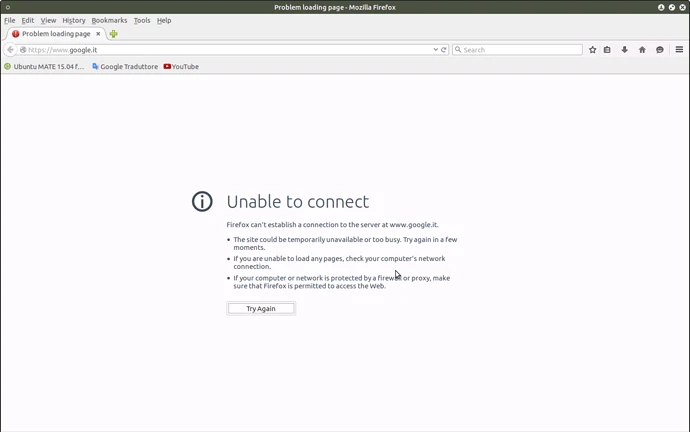 Problem loading page - Mozilla Firefox
File Edit View History Bookmarks Tools Help
Problem loading page
https://www.google.it
Search
Ubuntu MATE 15.04 f... Google Traduttore YouTube
Unable to connect
Firefox can't establish a connection to the server at www.google.it.
• The site could be temporarily unavailable or too busy. Try again in a few
moments.
• If you are unable to load any pages, check your computer's network
connection.
• If your computer or network is protected by a firewall or proxy, make
sure that Firefox is permitted to access the Web.
Try Again